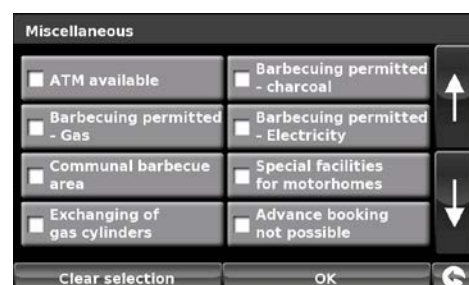 Miscellaneous
ATM available
Barbecuing permitted
- charcoal
Barbecuing permitted
- Gas
Barbecuing permitted
- Electricity
Communal barbecue
area
Special facilities
for motorhomes
Exchanging of
gas cylinders
Advance booking
not possible
Clear selection
OK